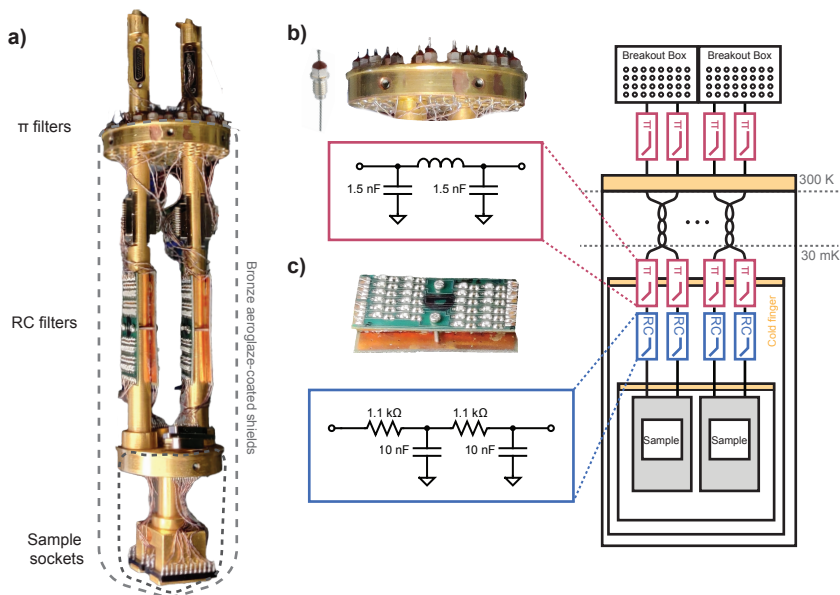 a)
π filters
RC filters
Sample
sockets
Bronze aeroglaze-coated shields
b)
1.5 nF
1.5 nF
c)
1.1 kΩ
1.1 kΩ
10 nF
10 nF
Breakout Box
Breakout Box
π
π
π
π
300 K
30 mK
π
π
π
π
Cold finger
RC
RC
RC
RC
Sample
Sample